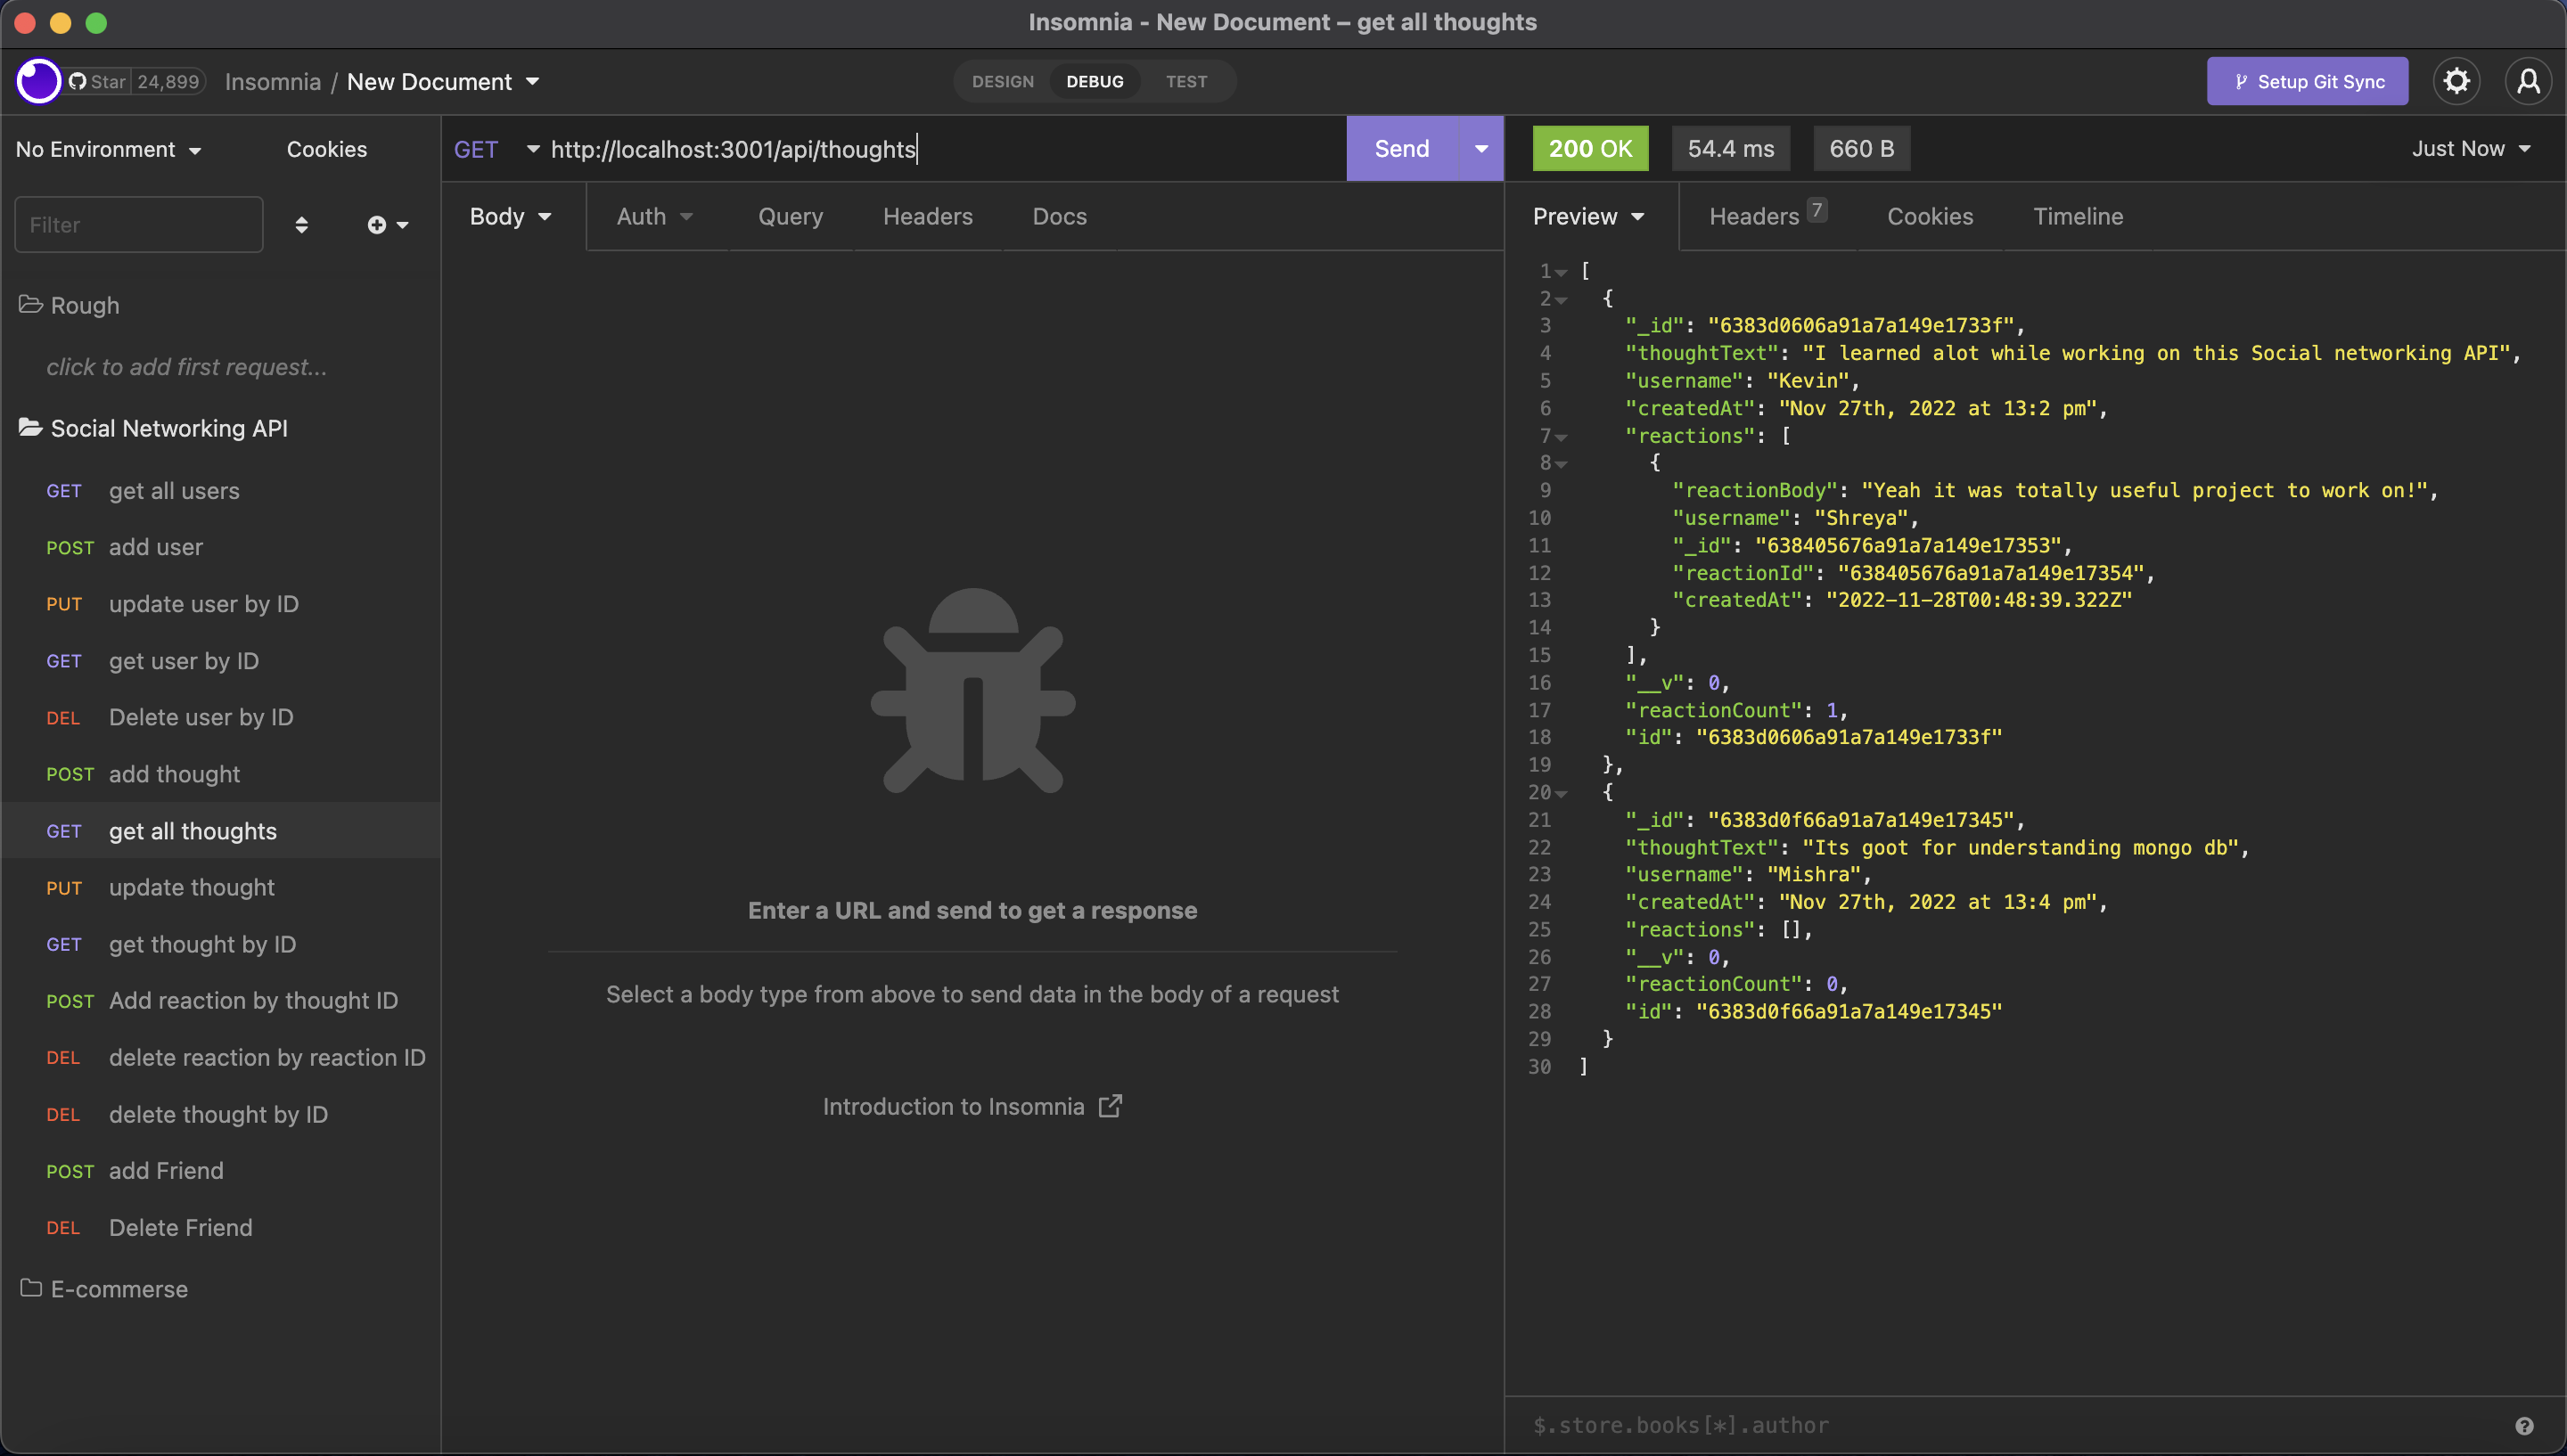 Insomnia - New Document – get all thoughts
Star 24,899 Insomnia / New Document
DESIGN DEBUG TEST
Setup Git Sync
No Environment Cookies
Filter
Rough
click to add first request...
Social Networking API
GET get all users
POST add user
PUT update user by ID
GET get user by ID
DEL Delete user by ID
POST add thought
GET get all thoughts
PUT update thought
GET get thought by ID
POST Add reaction by thought ID
DEL delete reaction by reaction ID
DEL delete thought by ID
POST add Friend
DEL Delete Friend
E-commerse
GET http://localhost:3001/api/thoughts Send
Body Auth Query Headers Docs
Enter a URL and send to get a response
Select a body type from above to send data in the body of a request
Introduction to Insomnia
200 OK 54.4 ms 660 B Just Now
Preview Headers 7 Cookies Timeline
1 [
2 {
3 "_id": "6383d0606a91a7a149e1733f",
4 "thoughtText": "I learned alot while working on this Social networking API",
5 "username": "Kevin",
6 "createdAt": "Nov 27th, 2022 at 13:2 pm",
7 "reactions": [
8 {
9 "reactionBody": "Yeah it was totally useful project to work on!",
10 "username": "Shreya",
11 "_id": "638405676a91a7a149e17353",
12 "reactionId": "638405676a91a7a149e17354",
13 "createdAt": "2022-11-28T00:48:39.322Z"
14 }
15 ],
16 "__v": 0,
17 "reactionCount": 1,
18 "id": "6383d0606a91a7a149e1733f"
19 },
20 {
21 "_id": "6383d0f66a91a7a149e17345",
22 "thoughtText": "Its goot for understanding mongo db",
23 "username": "Mishra",
24 "createdAt": "Nov 27th, 2022 at 13:4 pm",
25 "reactions": [],
26 "__v": 0,
27 "reactionCount": 0,
28 "id": "6383d0f66a91a7a149e17345"
29 }
30 ]
$.store.books[*].author